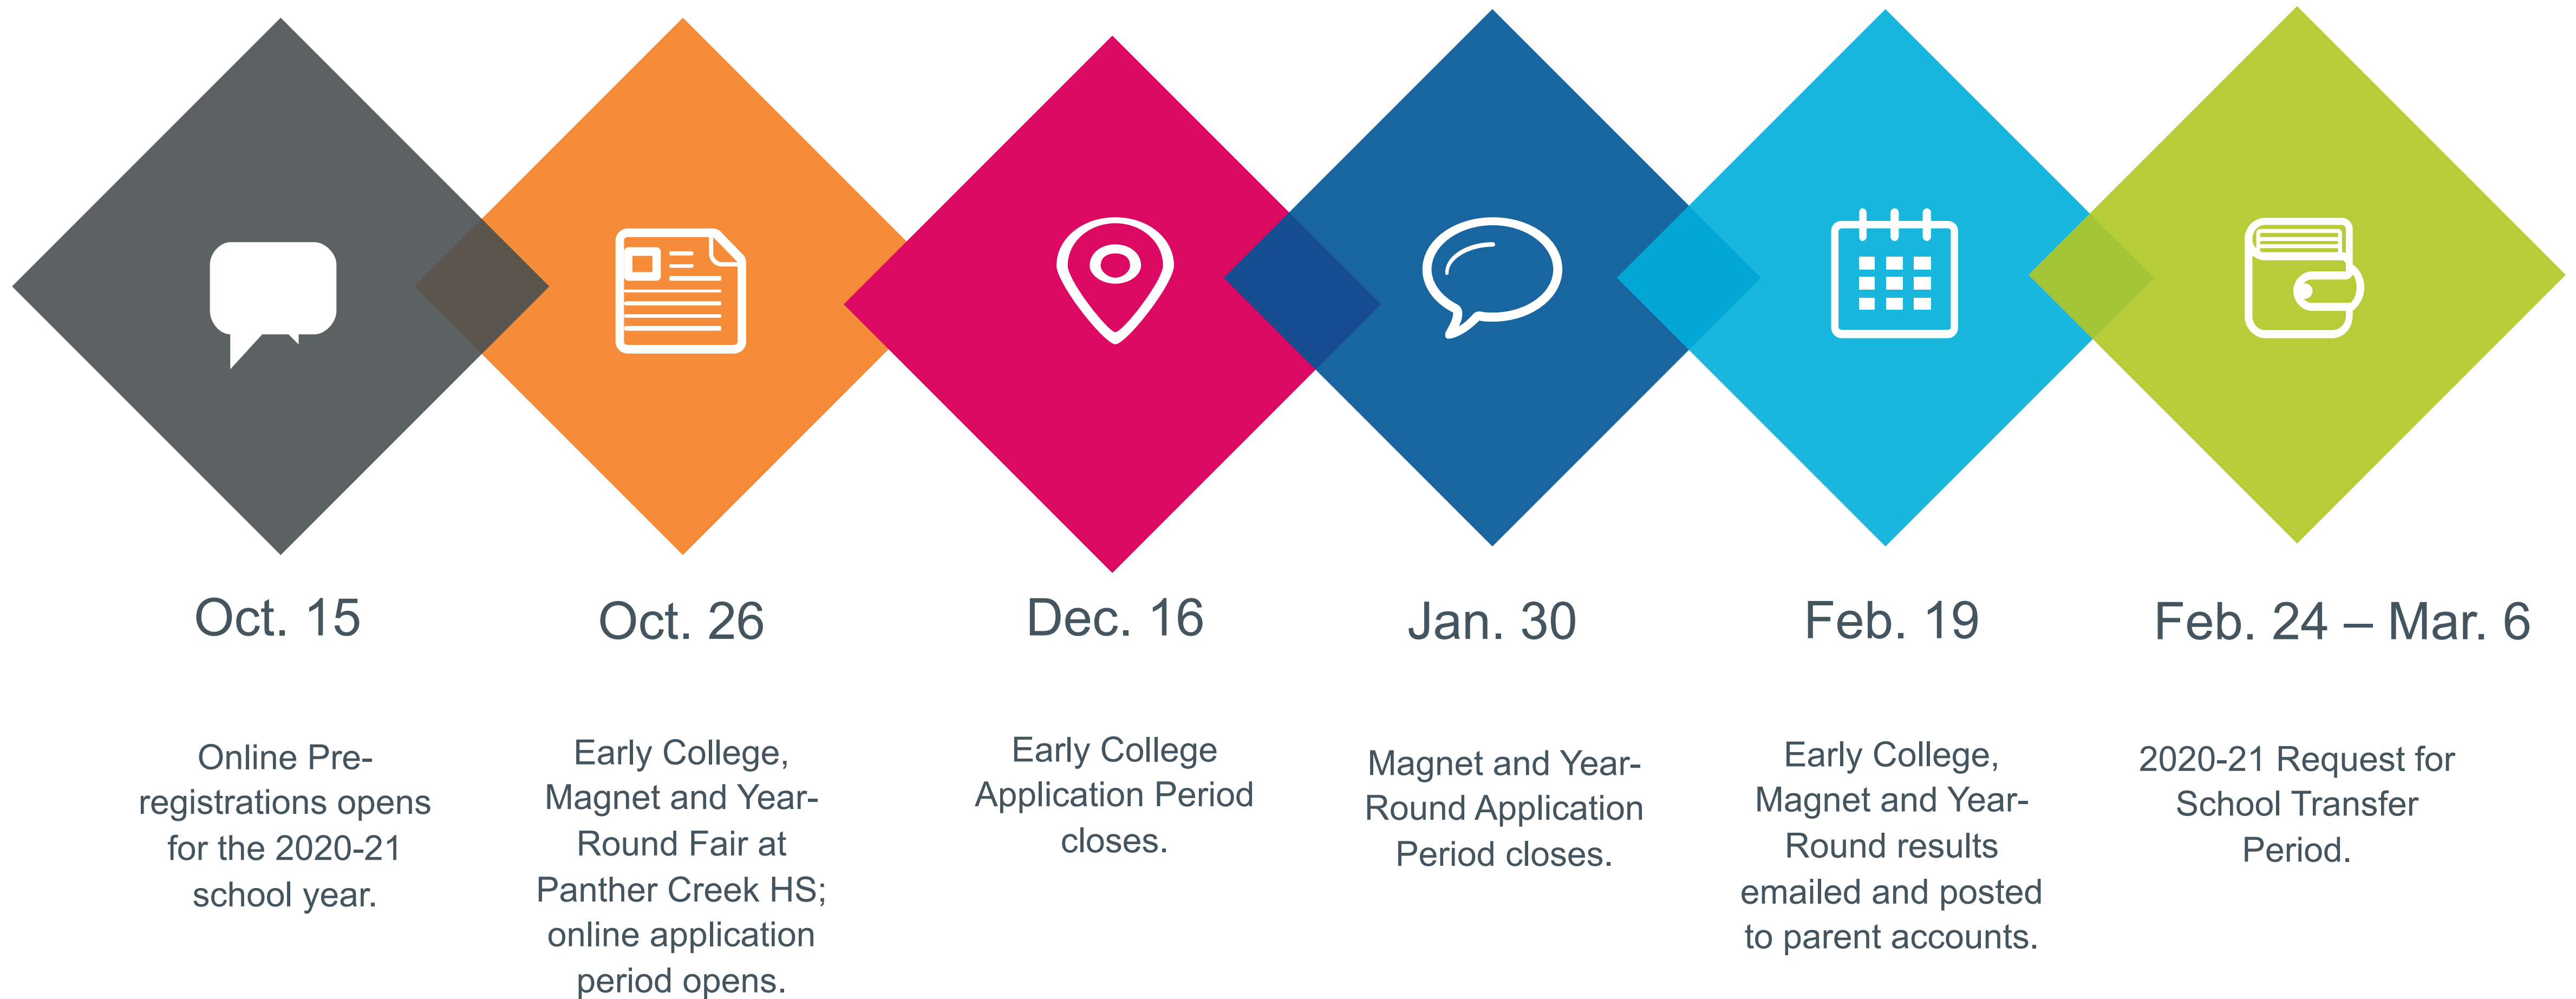 Oct. 15
Online Pre-
registrations opens
for the 2020-21
school year.
Oct. 26
Early College,
Magnet and Year-
Round Fair at
Panther Creek HS;
online application
period opens.
Dec. 16
Early College
Application Period
closes.
Jan. 30
Magnet and Year-
Round Application
Period closes.
Feb. 19
Early College,
Magnet and Year-
Round results
emailed and posted
to parent accounts.
Feb. 24 – Mar. 6
2020-21 Request for
School Transfer
Period.